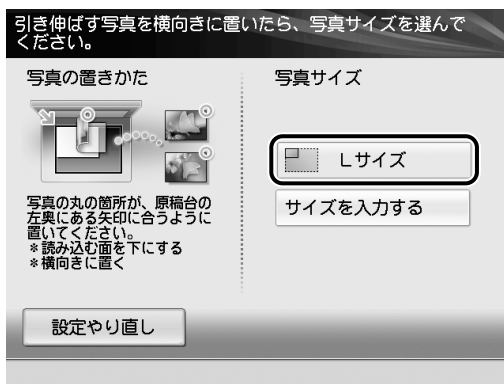 引き伸ばす写真を横向きに置いたら、写真サイズを選んで
ください。
写真の置きかた
写真の丸の箇所が、原稿台の
左奥にある矢印に合うように
置いてください。
＊読み込む面を下にする
＊横向きに置く
写真サイズ
Lサイズ
サイズを入力する
設定やり直し